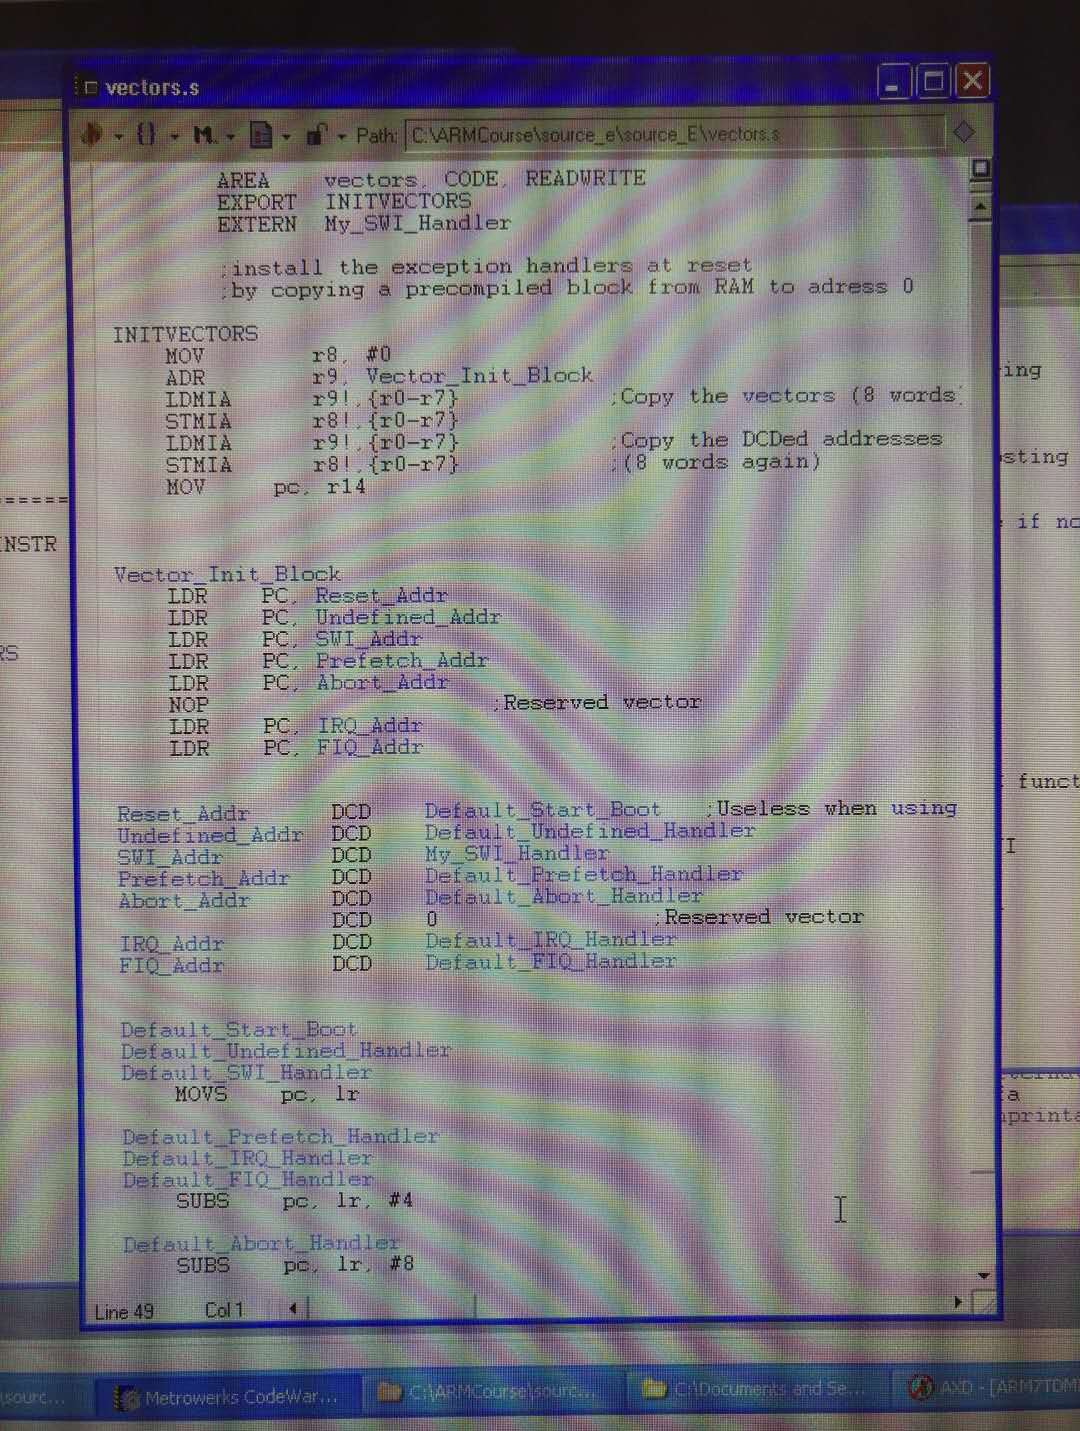 vectors.s
Path: C:\ARMCourse\source_e\source_E\vectors.s
AREA vectors, CODE, READWRITE
EXPORT INITVECTORS
EXTERN My_SWI_Handler
;install the exception handlers at reset
;by copying a precompiled block from RAM to adress 0
INITVECTORS
MOV r8, #0
ADR r9, Vector_Init_Block
LDMIA r9!,{r0-r7} ;Copy the vectors (8 words)
STMIA r8!,{r0-r7}
LDMIA r9!,{r0-r7} ;Copy the DCDed addresses
STMIA r8!,{r0-r7} ;(8 words again)
MOV pc, r14
Vector_Init_Block
LDR PC, Reset_Addr
LDR PC, Undefined_Addr
LDR PC, SWI_Addr
LDR PC, Prefetch_Addr
LDR PC, Abort_Addr
NOP ;Reserved vector
LDR PC, IRQ_Addr
LDR PC, FIQ_Addr
Reset_Addr DCD Default_Start_Boot ;Useless when using
Undefined_Addr DCD Default_Undefined_Handler
SWI_Addr DCD My_SWI_Handler
Prefetch_Addr DCD Default_Prefetch_Handler
Abort_Addr DCD Default_Abort_Handler
DCD 0 ;Reserved vector
IRQ_Addr DCD Default_IRQ_Handler
FIQ_Addr DCD Default_FIQ_Handler
Default_Start_Boot
Default_Undefined_Handler
Default_SWI_Handler
MOVS pc, lr
Default_Prefetch_Handler
Default_IRQ_Handler
Default_FIQ_Handler
SUBS pc, lr, #4
Default_Abort_Handler
SUBS pc, lr, #8
Line 49 Col 1
======
NSTR
RS
ing
sting
if no
funct
I
fa
nprinta
\sourc...
Metrowerks CodeWar...
C:\ARMCourse\sourc...
C:\Documents and Se...
AXD - [ARM7TDM